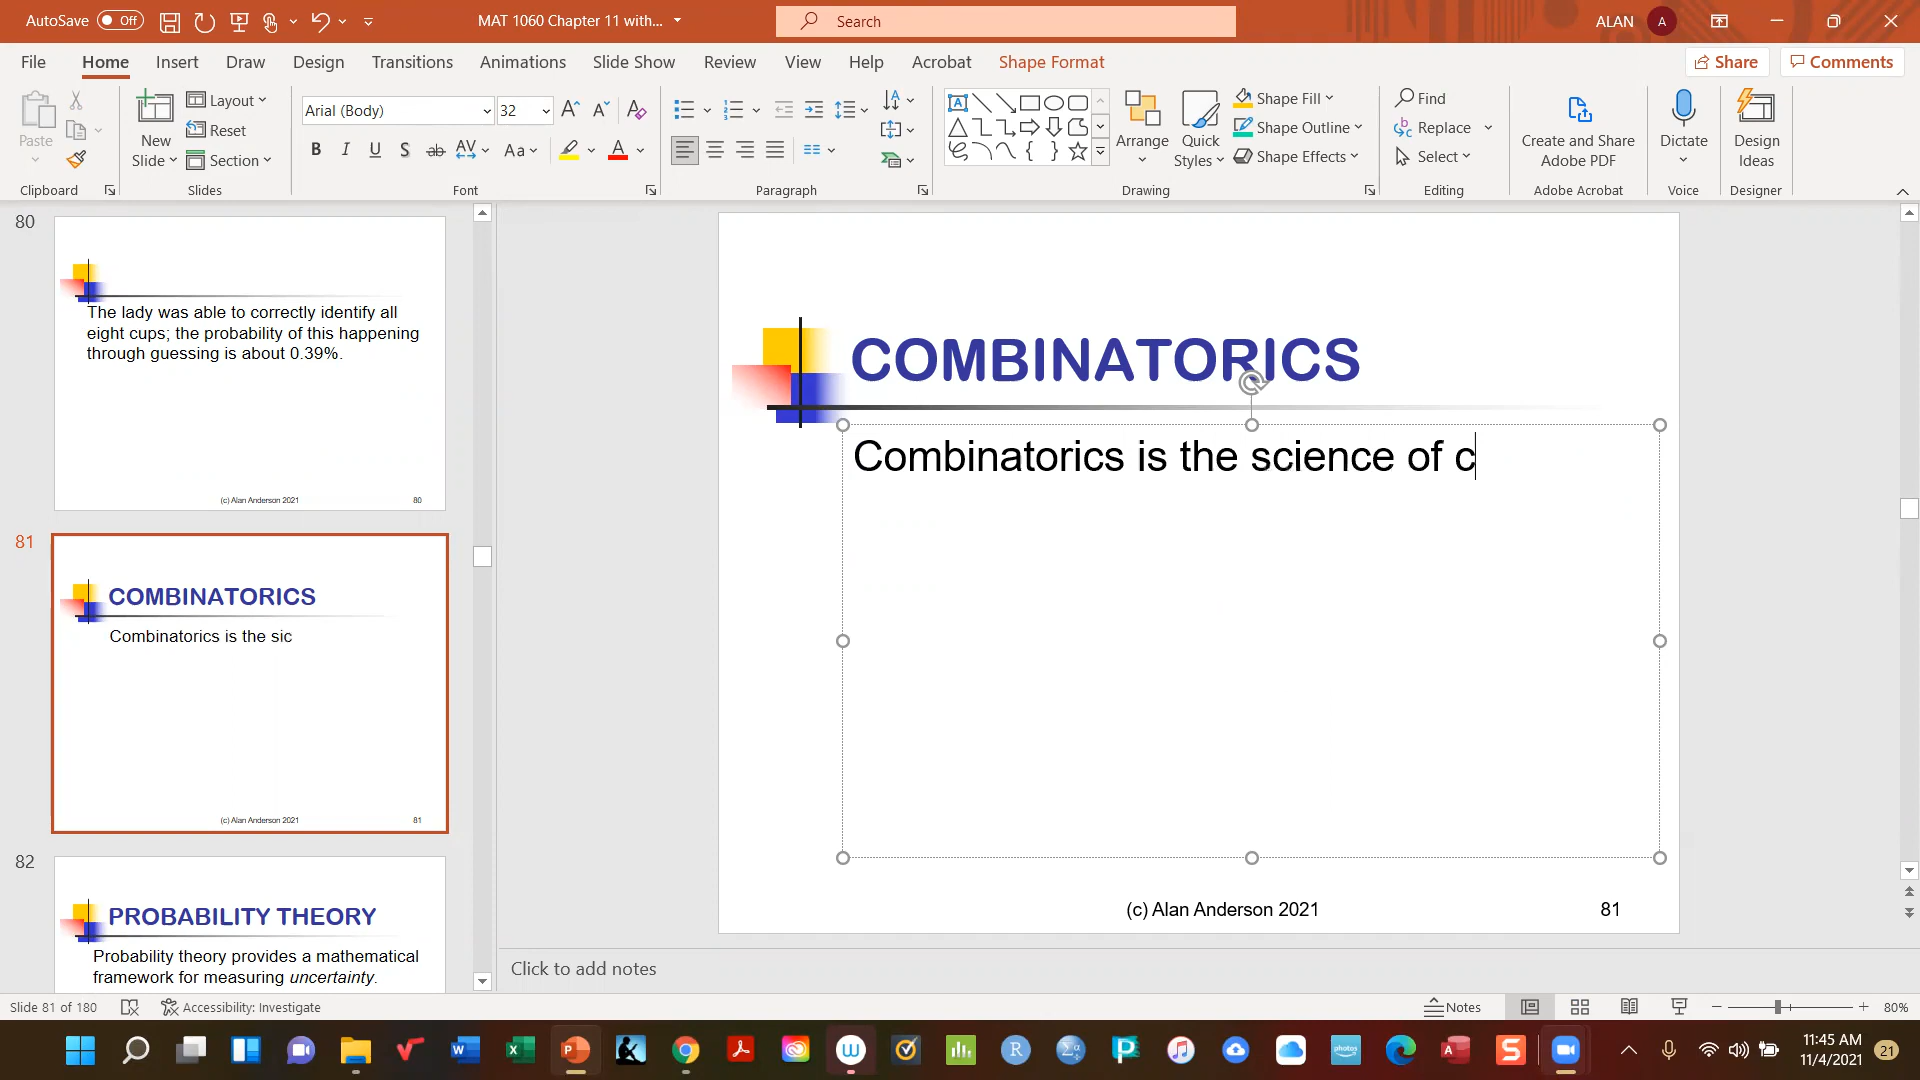 AutoSave Off MAT 1060 Chapter 11 with... Search ALAN A
File Home Insert Draw Design Transitions Animations Slide Show Review View Help Acrobat Shape Format Share Comments
Paste
Clipboard
New
Slide
Layout
Reset
Section
Slides
Arial (Body) 32
B I U S ab AV Aa A
Font
Paragraph
Arrange
Quick
Styles
Shape Fill
Shape Outline
Shape Effects
Drawing
Find
Replace
Select
Editing
Create and Share
Adobe PDF
Adobe Acrobat
Dictate
Voice
Design
Ideas
Designer
80
The lady was able to correctly identify all
eight cups; the probability of this happening
through guessing is about 0.39%.
(c) Alan Anderson 2021 80
81
COMBINATORICS
Combinatorics is the sic
(c) Alan Anderson 2021 81
82
PROBABILITY THEORY
Probability theory provides a mathematical
framework for measuring uncertainty.
COMBINATORICS
Combinatorics is the science of c
(c) Alan Anderson 2021 81
Click to add notes
Slide 81 of 180 Accessibility: Investigate Notes 80%
11:45 AM
11/4/2021 21